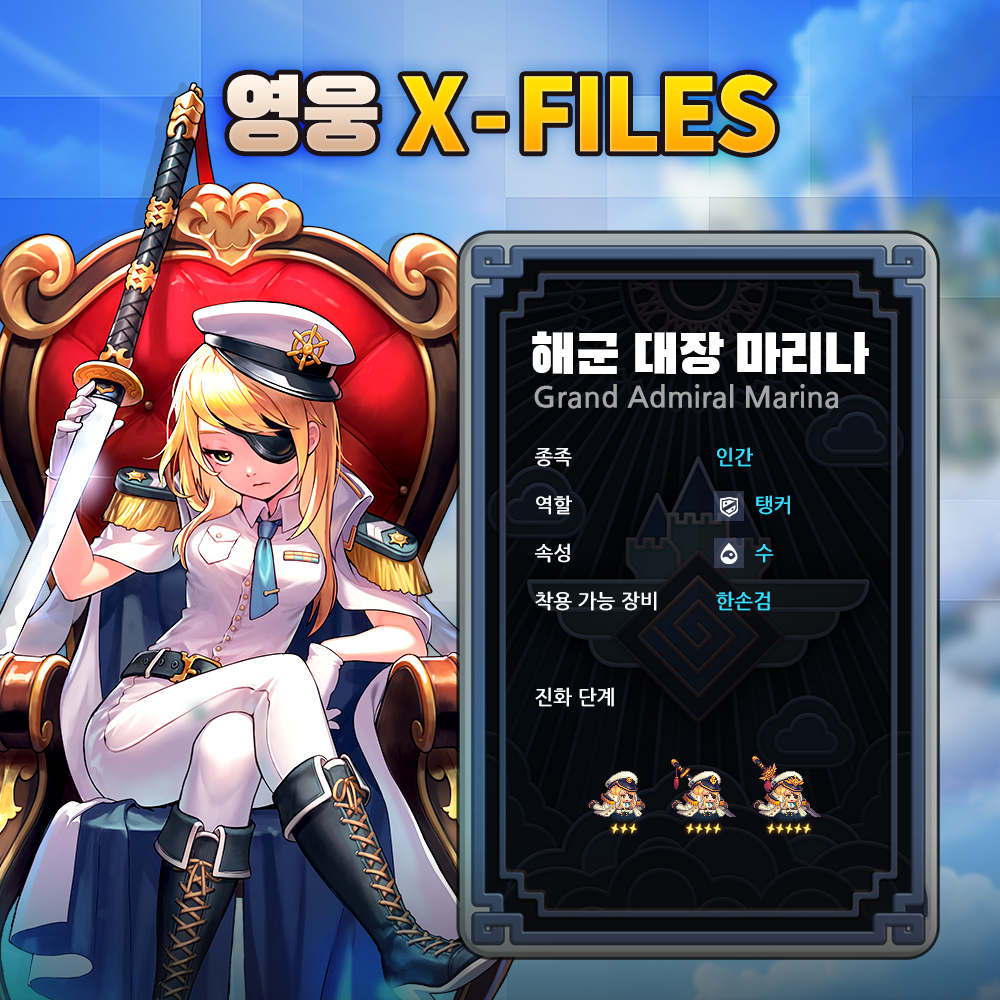 영웅 X-FILES
해군 대장 마리나
Grand Admiral Marina
종족 인간
역할 탱커
속성 수
착용 가능 장비 한손검
진화 단계